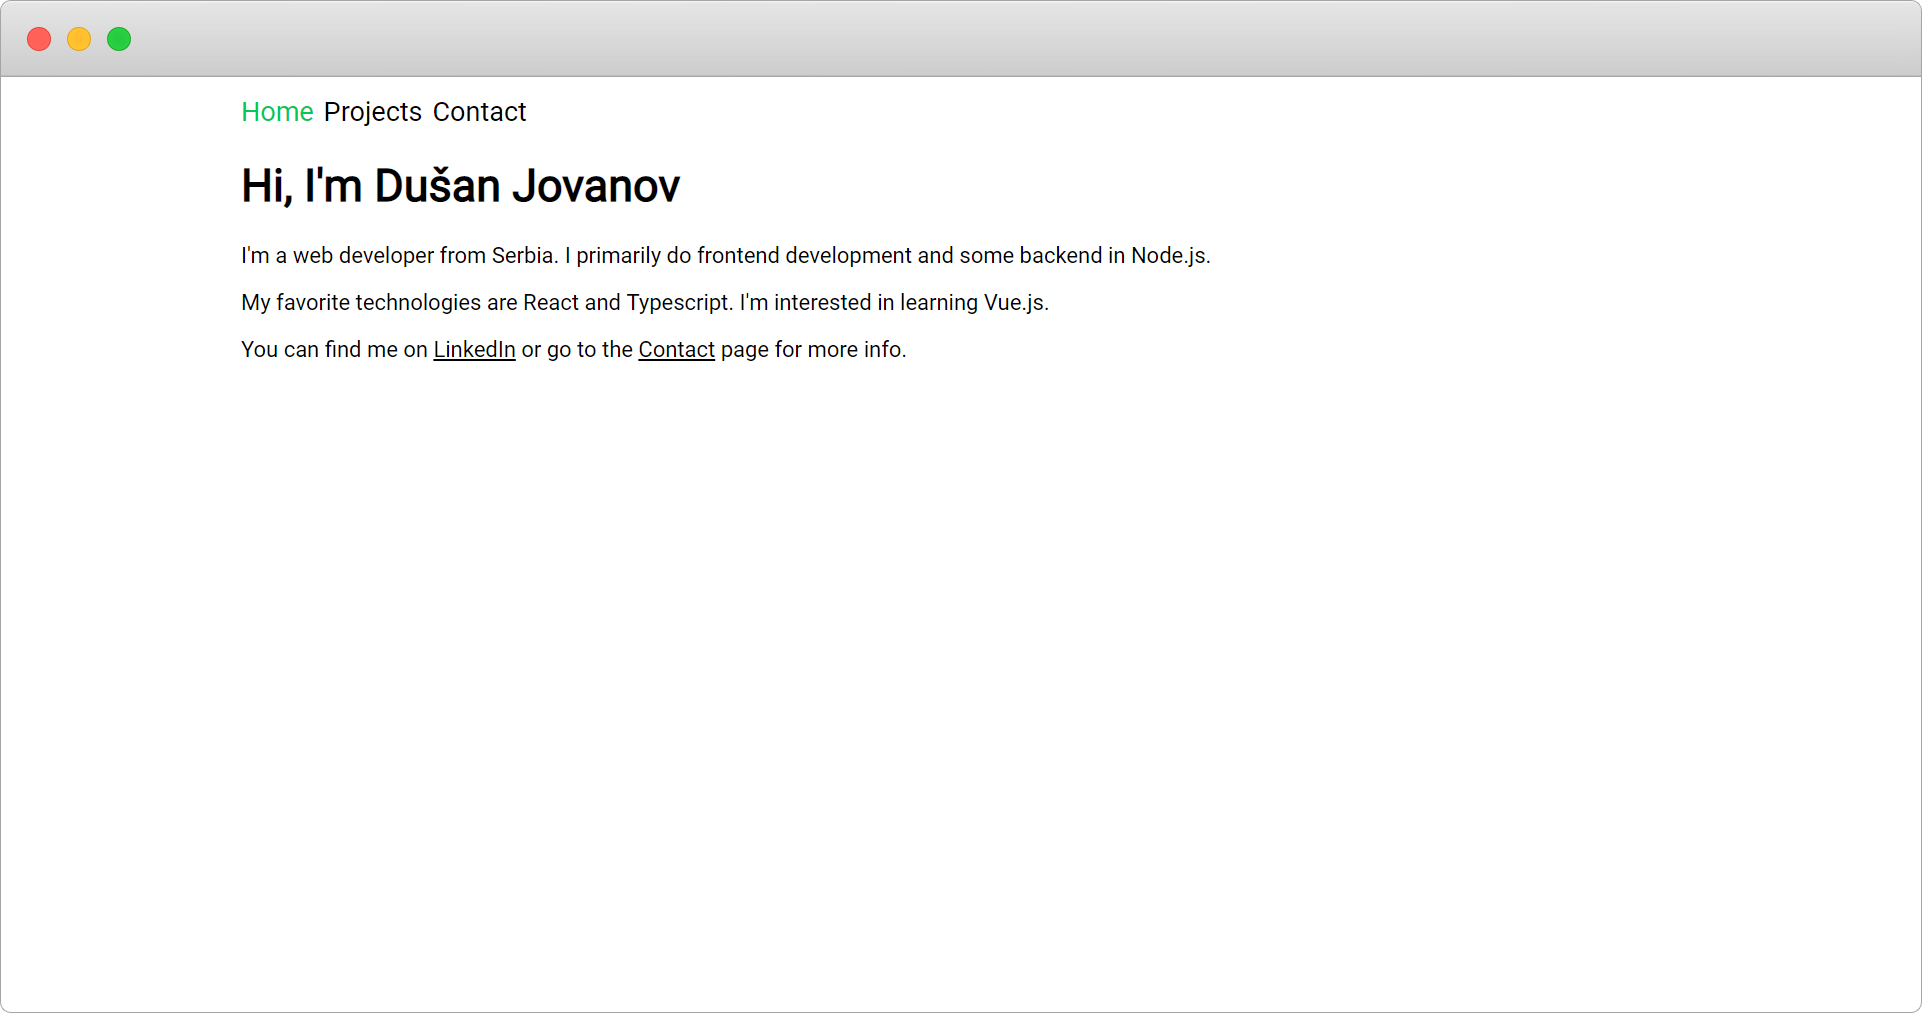 Home Projects Contact
Hi, I'm Dušan Jovanov
I'm a web developer from Serbia. I primarily do frontend development and some backend in Node.js.
My favorite technologies are React and Typescript. I'm interested in learning Vue.js.
You can find me on LinkedIn or go to the Contact page for more info.